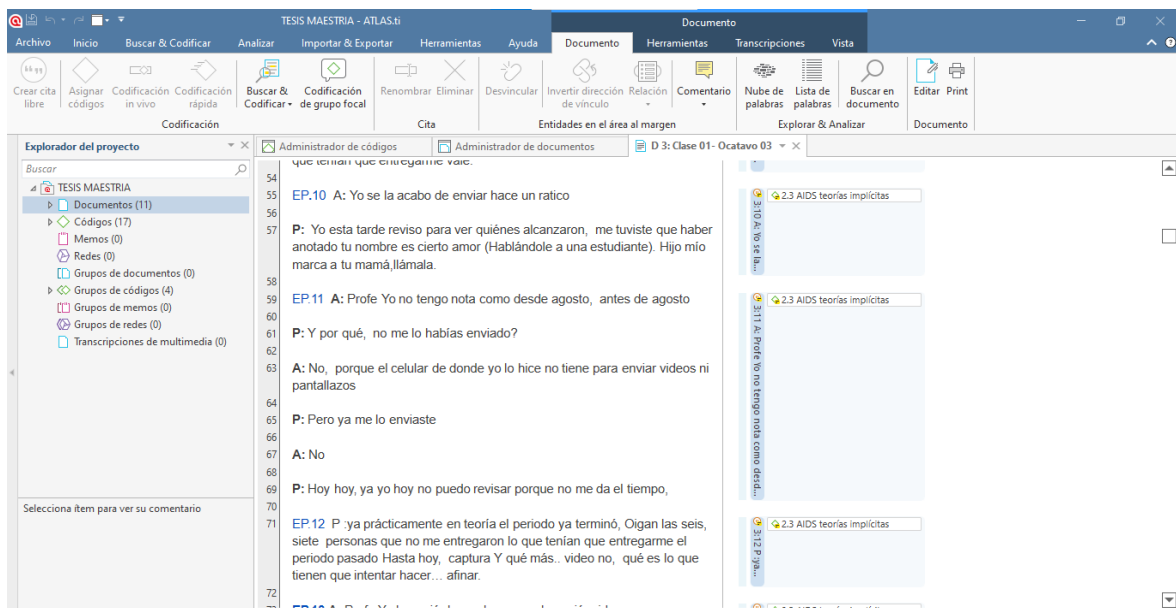 TESIS MAESTRIA - ATLAS.ti
Documento
Archivo Inicio Buscar & Codificar Analizar Importar & Exportar Herramientas Ayuda Documento Herramientas Transcripciones Vista
Crear cita libre
Asignar códigos
Codificación in vivo
Codificación rápida
Buscar & Codificar
Codificación de grupo focal
Renombrar
Eliminar
Desvincular
Invertir dirección de vínculo
Relación
Comentario
Nube de palabras
Lista de palabras
Buscar en documento
Editar
Print
Codificación
Cita
Entidades en el área al margen
Explorar & Analizar
Documento
Explorador del proyecto
Buscar
TESIS MAESTRIA
Documentos (11)
Códigos (17)
Memos (0)
Redes (0)
Grupos de documentos (0)
Grupos de códigos (4)
Grupos de memos (0)
Grupos de redes (0)
Transcripciones de multimedia (0)
Selecciona ítem para ver su comentario
Administrador de códigos
Administrador de documentos
D 3: Clase 01- Ocatavo 03
que tenían que entregarme vale.
54
55 EP.10 A: Yo se la acabo de enviar hace un ratico
56
57 P: Yo esta tarde reviso para ver quiénes alcanzaron, me tuviste que haber
anotado tu nombre es cierto amor (Hablándole a una estudiante). Hijo mío
marca a tu mamá,llámala.
58
59 EP.11 A: Profe Yo no tengo nota como desde agosto, antes de agosto
60
61 P: Y por qué, no me lo habías enviado?
62
63 A: No, porque el celular de donde yo lo hice no tiene para enviar videos ni
pantallazos
64
65 P: Pero ya me lo enviaste
66
67 A: No
68
69 P: Hoy hoy, ya yo hoy no puedo revisar porque no me da el tiempo,
70
71 EP.12 P :ya prácticamente en teoría el periodo ya terminó, Oigan las seis,
siete personas que no me entregaron lo que tenían que entregarme el
periodo pasado Hasta hoy, captura Y qué más.. video no, qué es lo que
tienen que intentar hacer… afinar.
72
3:10 A: Yo se la...
2.3 AIDS teorías implícitas
3:11 A: Profe Yo no tengo nota como desd...
2.3 AIDS teorías implícitas
3:12 P :ya...
2.3 AIDS teorías implícitas